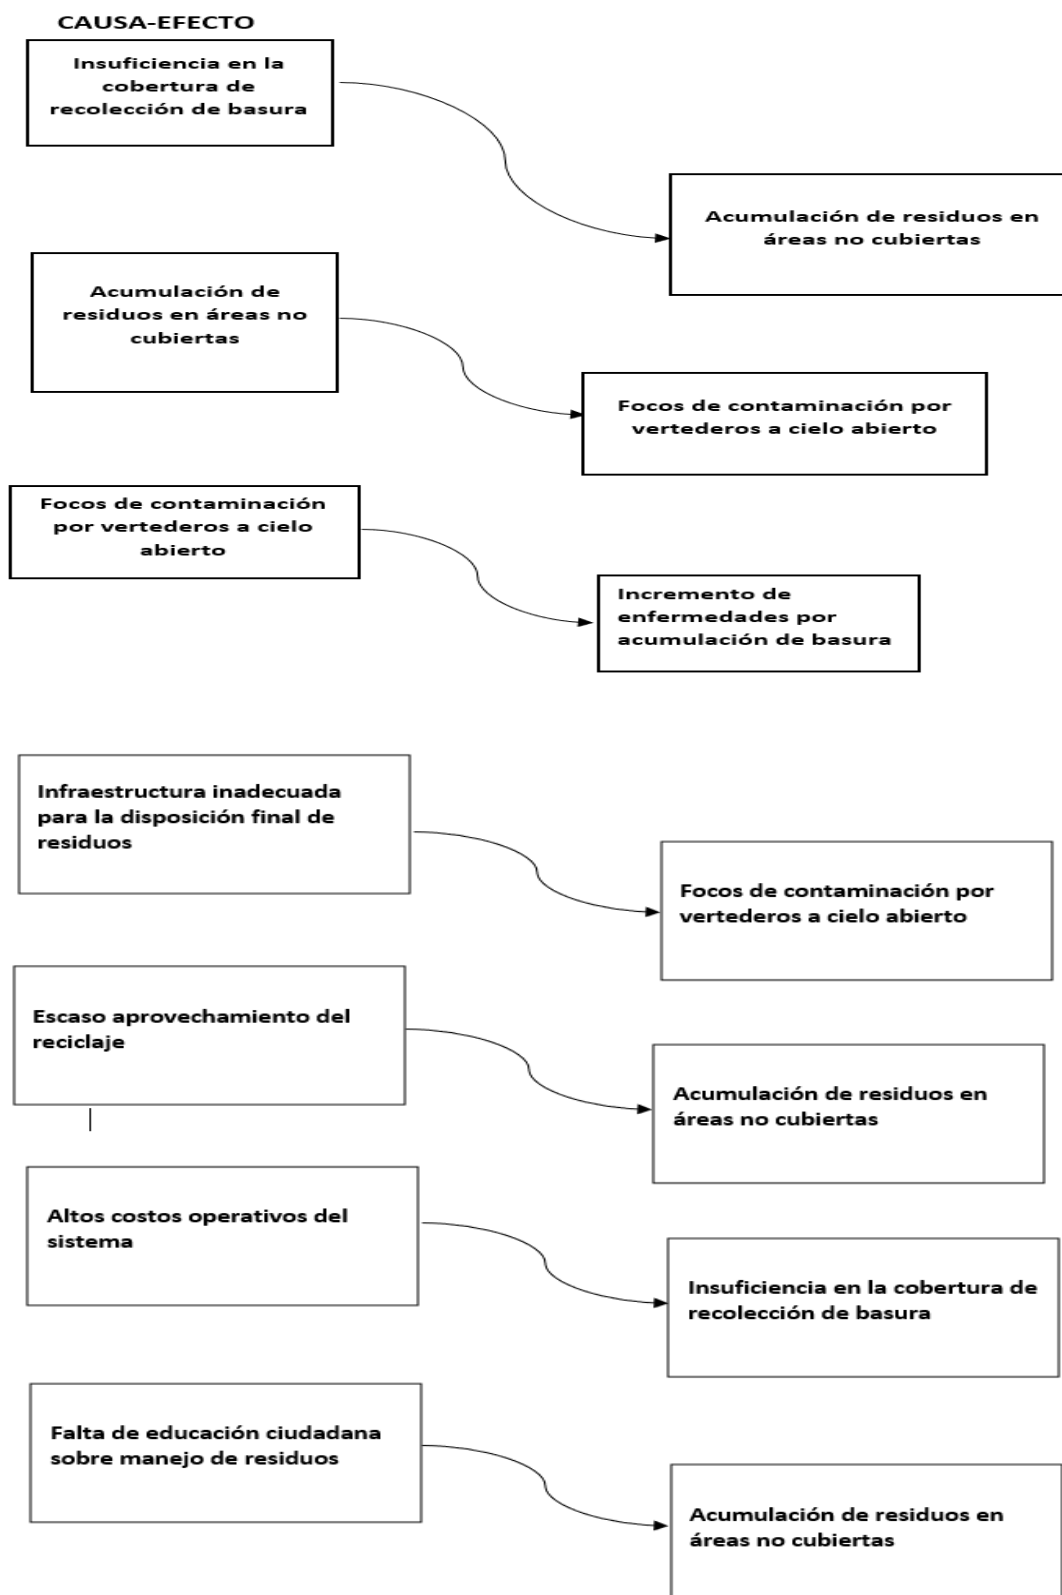 CAUSA-EFECTO
Insuficiencia en la
cobertura de
recolección de basura
Acumulación de residuos en
áreas no cubiertas
Acumulación de
residuos en áreas no
cubiertas
Focos de contaminación por
vertederos a cielo abierto
Focos de contaminación
por vertederos a cielo
abierto
Incremento de
enfermedades por
acumulación de basura
Infraestructura inadecuada
para la disposición final de
residuos
Focos de contaminación por
vertederos a cielo abierto
Escaso aprovechamiento del
reciclaje
Acumulación de residuos en
áreas no cubiertas
Altos costos operativos del
sistema
Insuficiencia en la cobertura de
recolección de basura
Falta de educación ciudadana
sobre manejo de residuos
Acumulación de residuos en
áreas no cubiertas